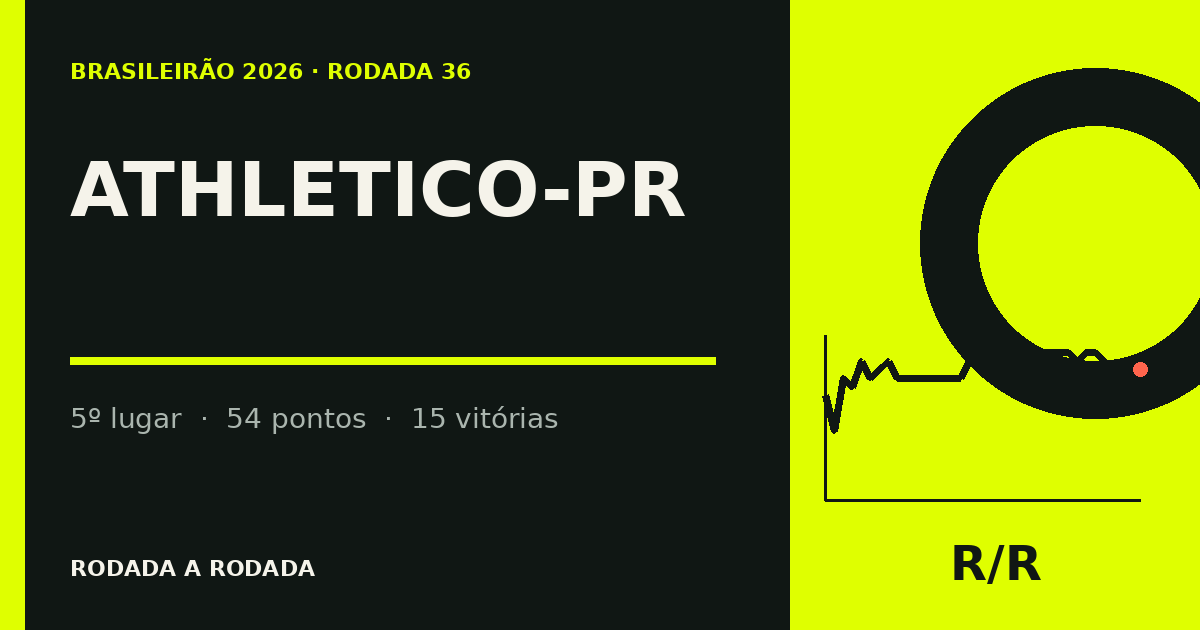 BRASILEIRÃO 2026 · RODADA 36
ATHLETICO-PR
5º lugar · 54 pontos · 15 vitórias
RODADA A RODADA
R/R